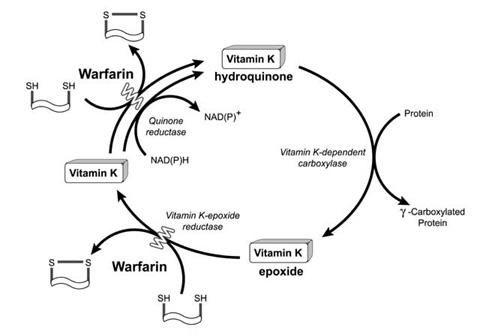 S — S
SH SH
Warfarin
Vitamin K
hydroquinone
Quinone
reductase
NAD(P)+
NAD(P)H
Protein
Vitamin K-dependent
carboxylase
Vitamin K
γ-Carboxylated
Protein
Vitamin K-epoxide
reductase
Vitamin K
epoxide
S — S
Warfarin
SH SH